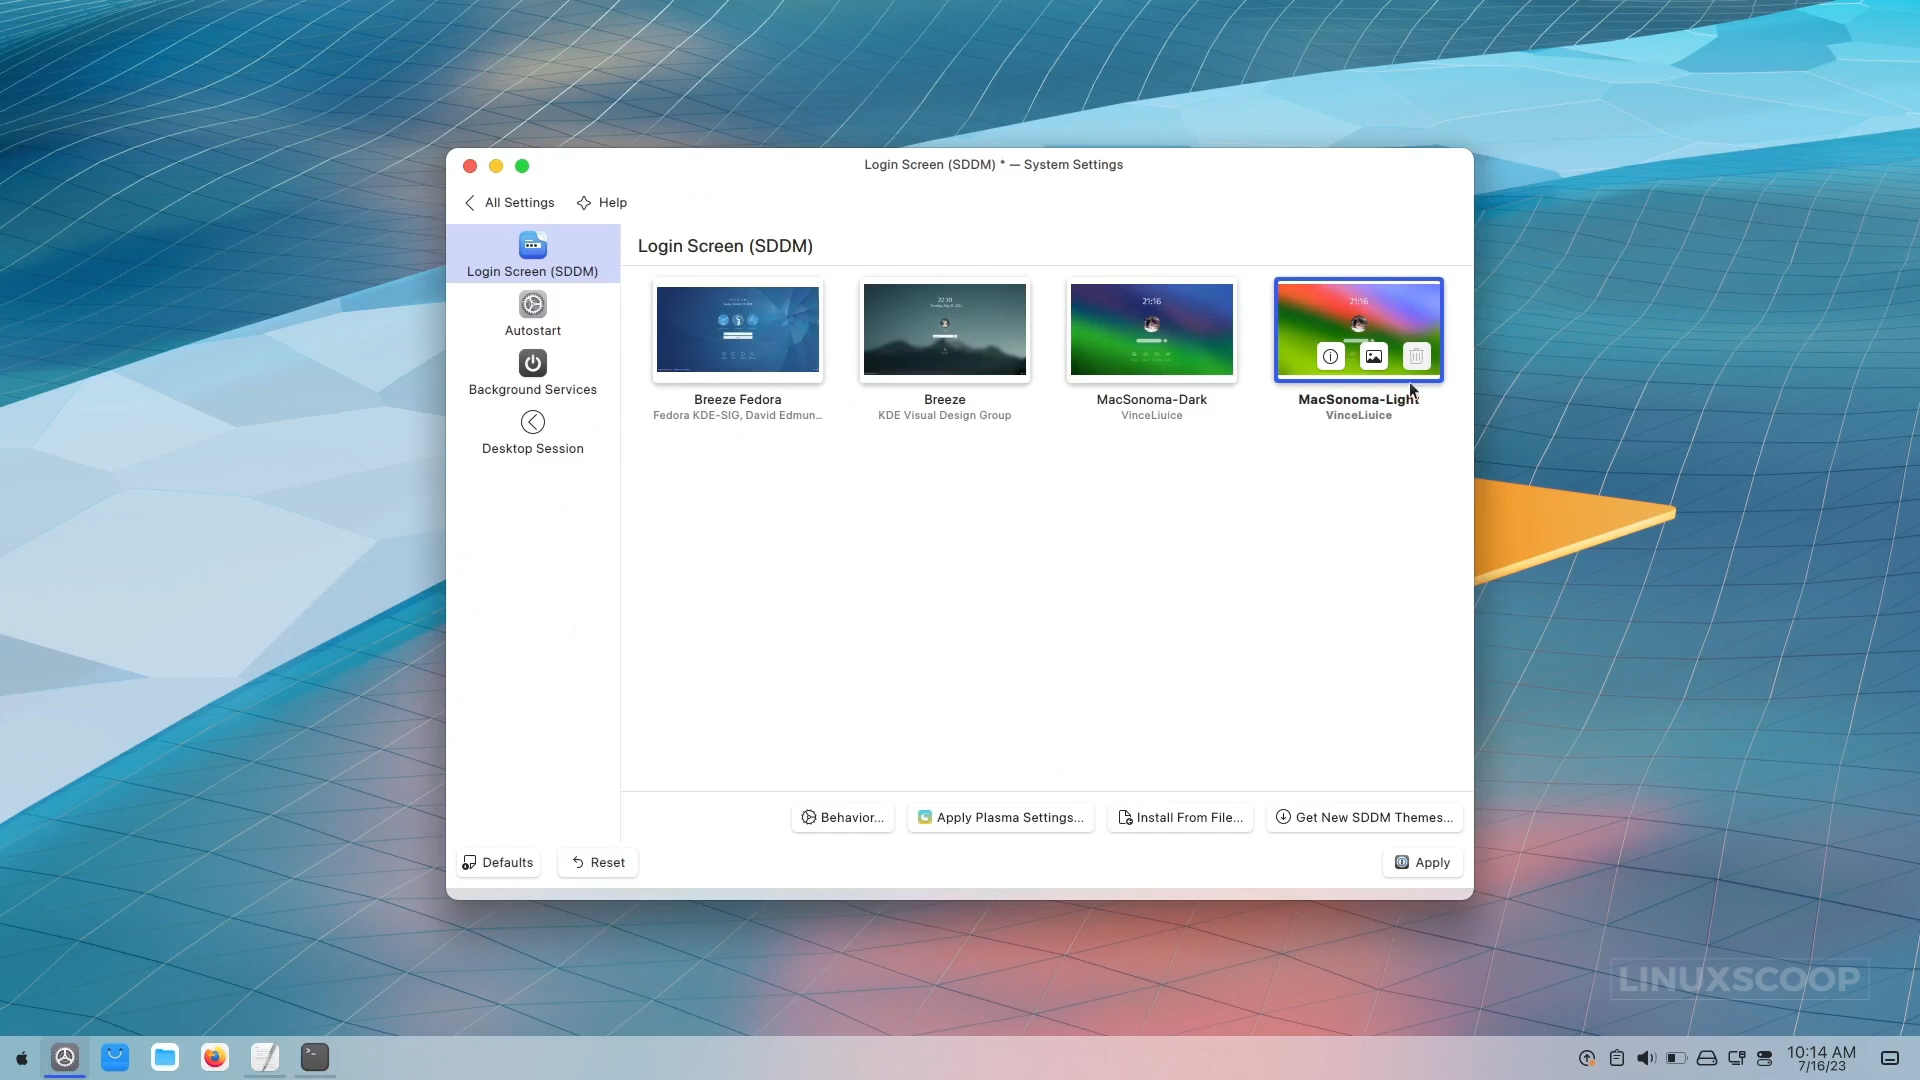 Login Screen (SDDM) * — System Settings
All Settings
Help
Login Screen (SDDM)
Autostart
Background Services
Desktop Session
Login Screen (SDDM)
22:30
21:16
21:16
Breeze Fedora
Fedora KDE-SIG, David Edmun...
Breeze
KDE Visual Design Group
MacSonoma-Dark
VinceLiuice
MacSonoma-Light
VinceLiuice
Behavior...
Apply Plasma Settings...
Install From File...
Get New SDDM Themes...
Defaults
Reset
Apply
LINUXSCOOP
10:14 AM
7/16/23